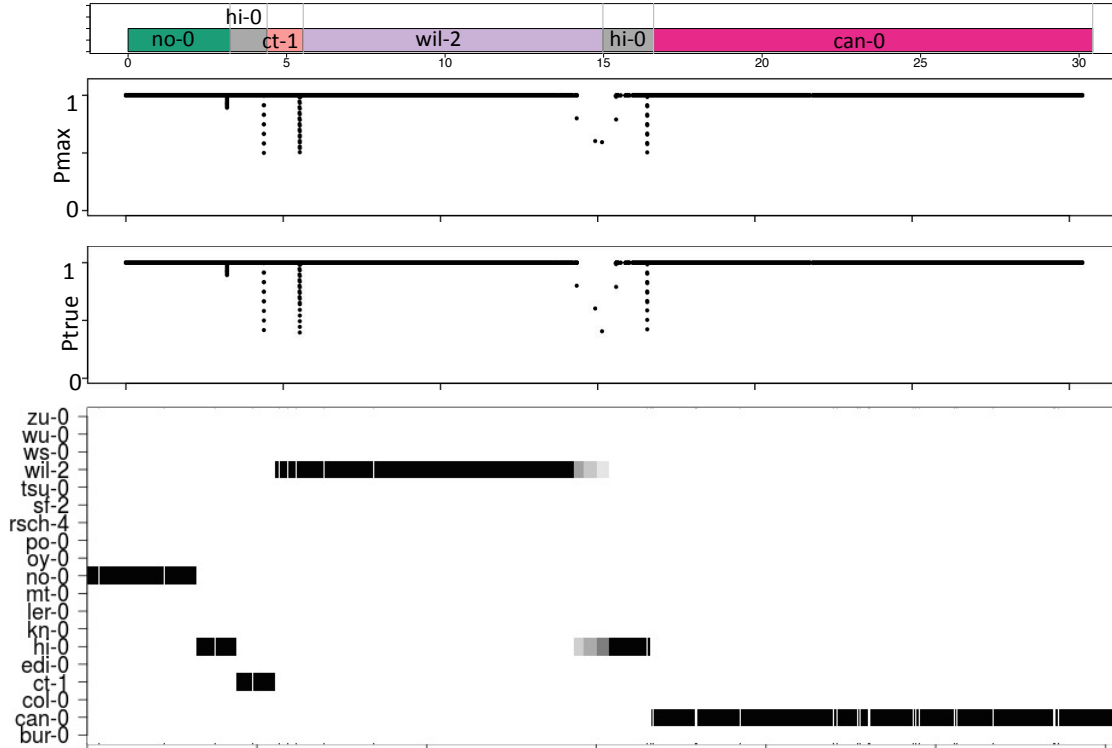 hi-0
no-0 ct-1 wil-2 hi-0 can-0
0 5 10 15 20 25 30
1
Pmax
0
1
Ptrue
0
zu-0
wu-0
ws-0
wil-2
tsu-0
sf-2
rsch-4
po-0
oy-0
no-0
mt-0
ler-0
kn-0
hi-0
edi-0
ct-1
col-0
can-0
bur-0